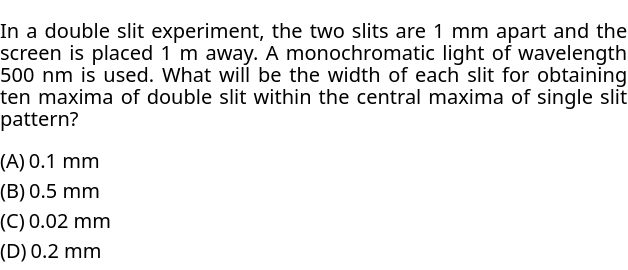 In a double slit experiment, the two slits are 1 mm apart and the
screen is placed 1 m away. A monochromatic light of wavelength
500 nm is used. What will be the width of each slit for obtaining
ten maxima of double slit within the central maxima of single slit
pattern?
(A) 0.1 mm
(B) 0.5 mm
(C) 0.02 mm
(D) 0.2 mm